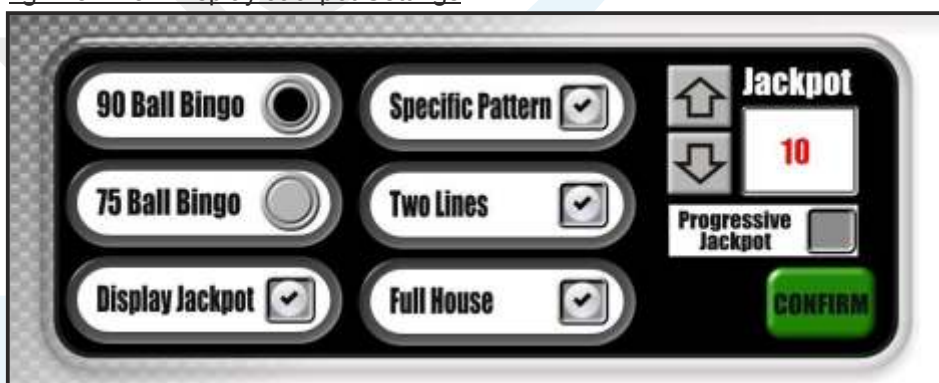 90 Ball Bingo
75 Ball Bingo
Display Jackpot
Specific Pattern
Two Lines
Full House
Jackpot
10
Progressive
Jackpot
CONFIRM